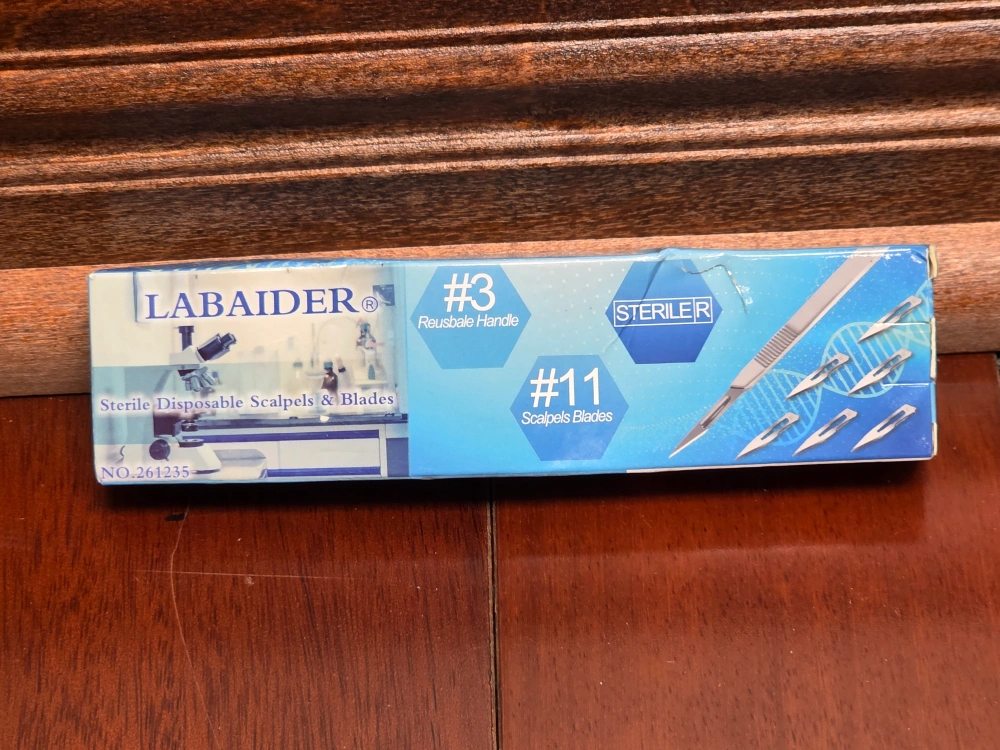 LABAIDER®
Sterile Disposable Scalpels & Blades
NO.261235
#3
Reusbale Handle
#11
Scalpels Blades
STERILE R